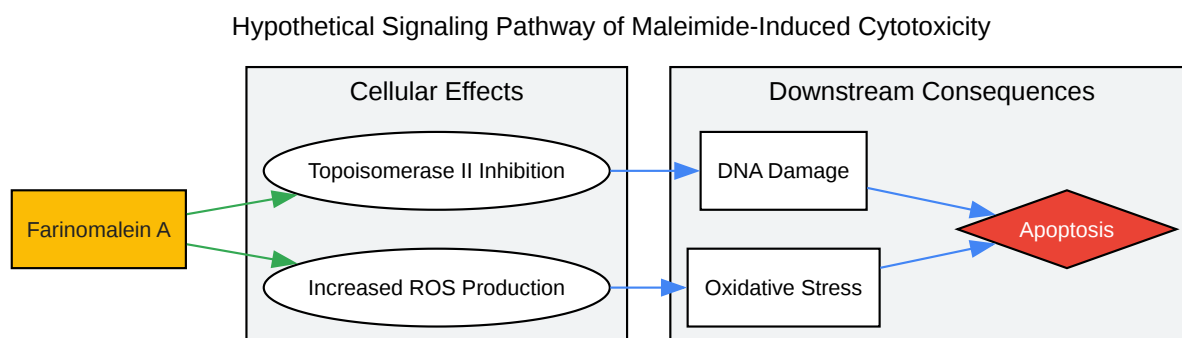 Hypothetical Signaling Pathway of Maleimide-Induced Cytotoxicity
Cellular Effects
Downstream Consequences
Topoisomerase II Inhibition
DNA Damage
Farinomalein A
Apoptosis
Increased ROS Production
Oxidative Stress